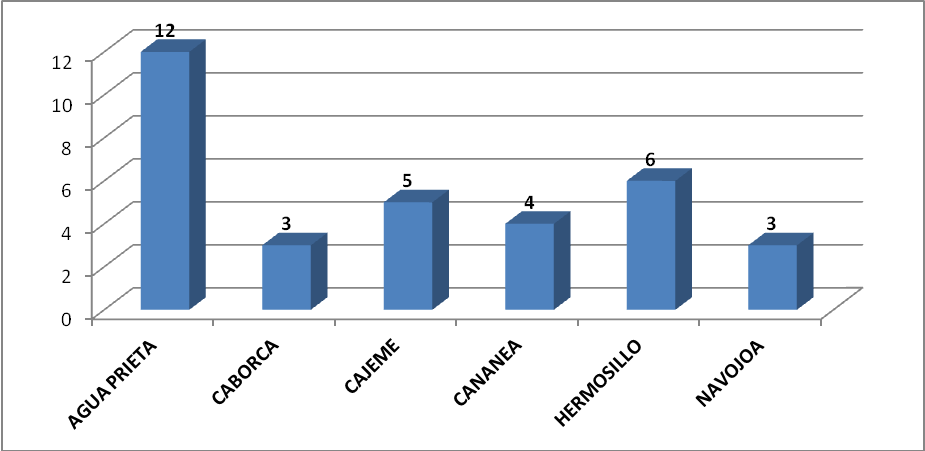 12
12
10
8
6
4
2
0
3
5
4
6
3
AGUA PRIETA
CABORCA
CAJEME
CANANEA
HERMOSILLO
NAVOJOA